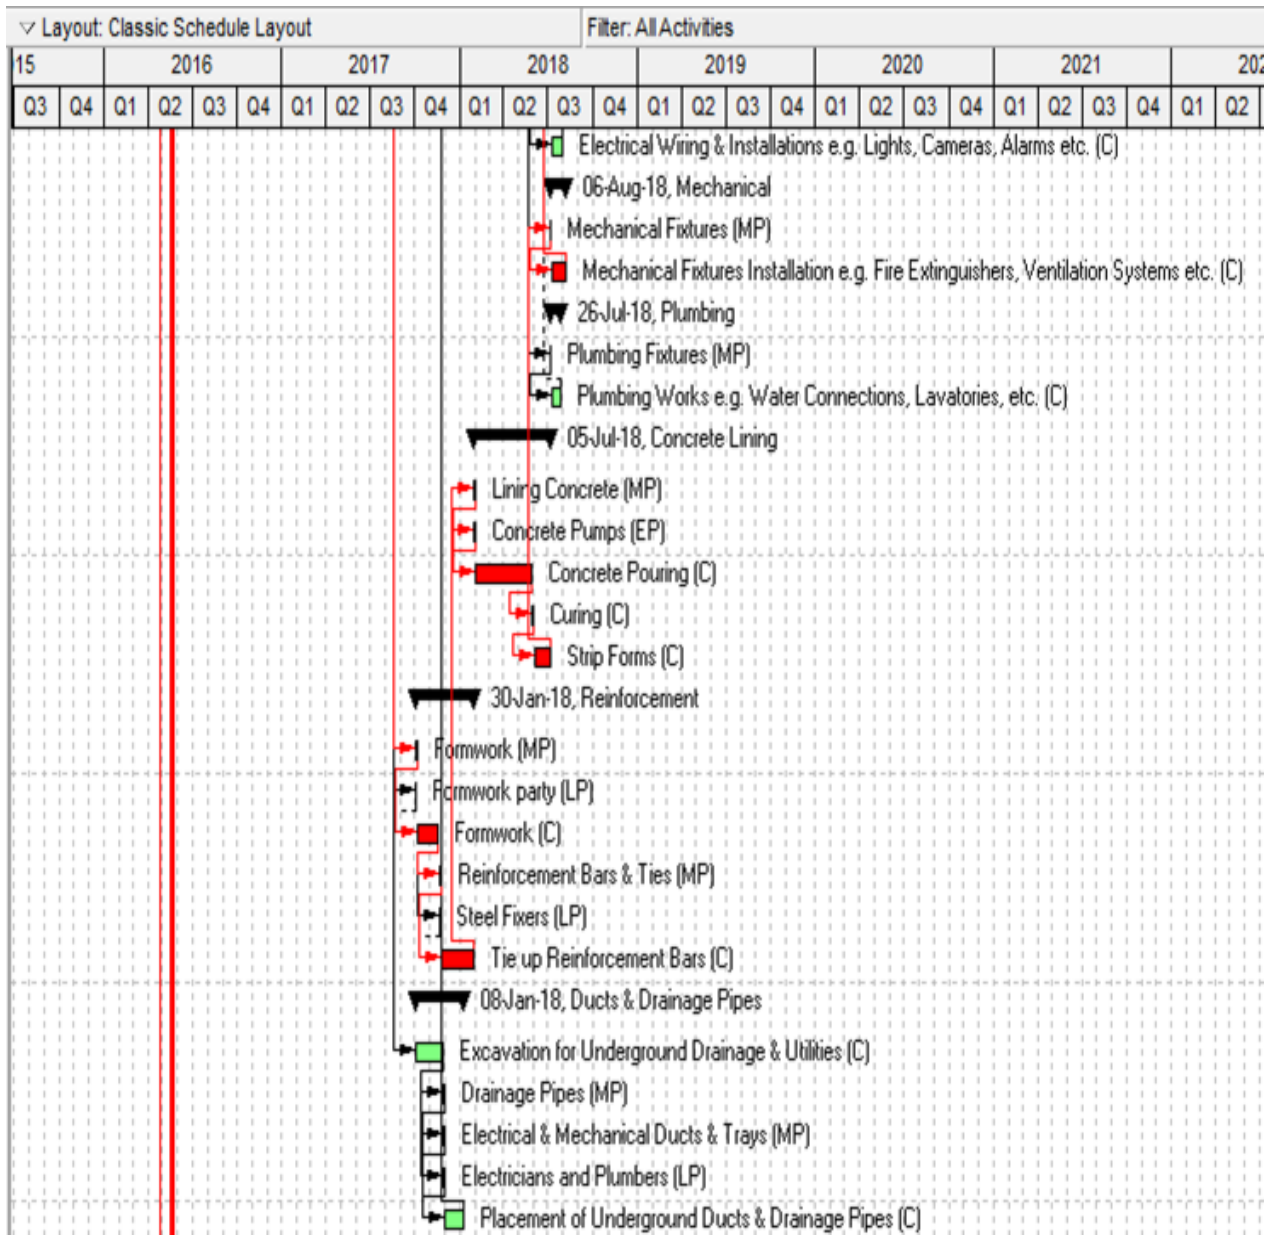 ▽ Layout: Classic Schedule Layout Filter: All Activities
15 2016 2017 2018 2019 2020 2021 202
Q3 Q4 Q1 Q2 Q3 Q4 Q1 Q2 Q3 Q4 Q1 Q2 Q3 Q4 Q1 Q2 Q3 Q4 Q1 Q2 Q3 Q4 Q1 Q2 Q3 Q4 Q1 Q2
Electrical Wiring & Installations e.g. Lights, Cameras, Alarms etc. (C)
06-Aug-18, Mechanical
Mechanical Fixtures (MP)
Mechanical Fixtures Installation e.g. Fire Extinguishers, Ventilation Systems etc. (C)
26-Jul-18, Plumbing
Plumbing Fixtures (MP)
Plumbing Works e.g. Water Connections, Lavatories, etc. (C)
05-Jul-18, Concrete Lining
Lining Concrete (MP)
Concrete Pumps (EP)
Concrete Pouring (C)
Curing (C)
Strip Forms (C)
30-Jan-18, Reinforcement
Formwork (MP)
Formwork party (LP)
Formwork (C)
Reinforcement Bars & Ties (MP)
Steel Fixers (LP)
Tie up Reinforcement Bars (C)
08-Jan-18, Ducts & Drainage Pipes
Excavation for Underground Drainage & Utilities (C)
Drainage Pipes (MP)
Electrical & Mechanical Ducts & Trays (MP)
Electricians and Plumbers (LP)
Placement of Underground Ducts & Drainage Pipes (C)